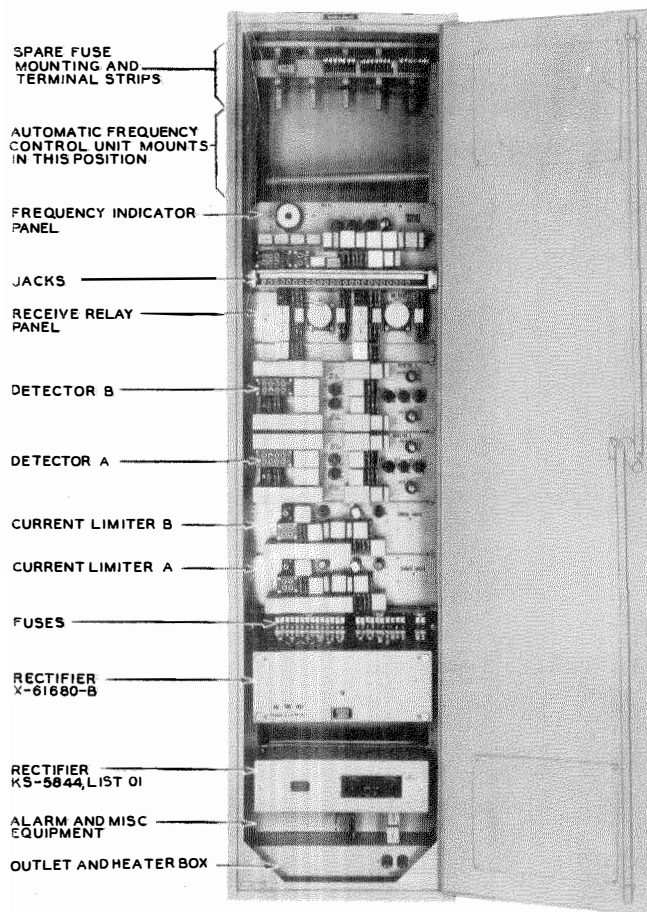 SPARE FUSE
MOUNTING AND
TERMINAL STRIPS
AUTOMATIC FREQUENCY
CONTROL UNIT MOUNTS
IN THIS POSITION
FREQUENCY INDICATOR
PANEL
JACKS
RECEIVE RELAY
PANEL
DETECTOR B
DETECTOR A
CURRENT LIMITER B
CURRENT LIMITER A
FUSES
RECTIFIER
X-61680-B
RECTIFIER
KS-5844, LIST 01
ALARM AND MISC
EQUIPMENT
OUTLET AND HEATER BOX